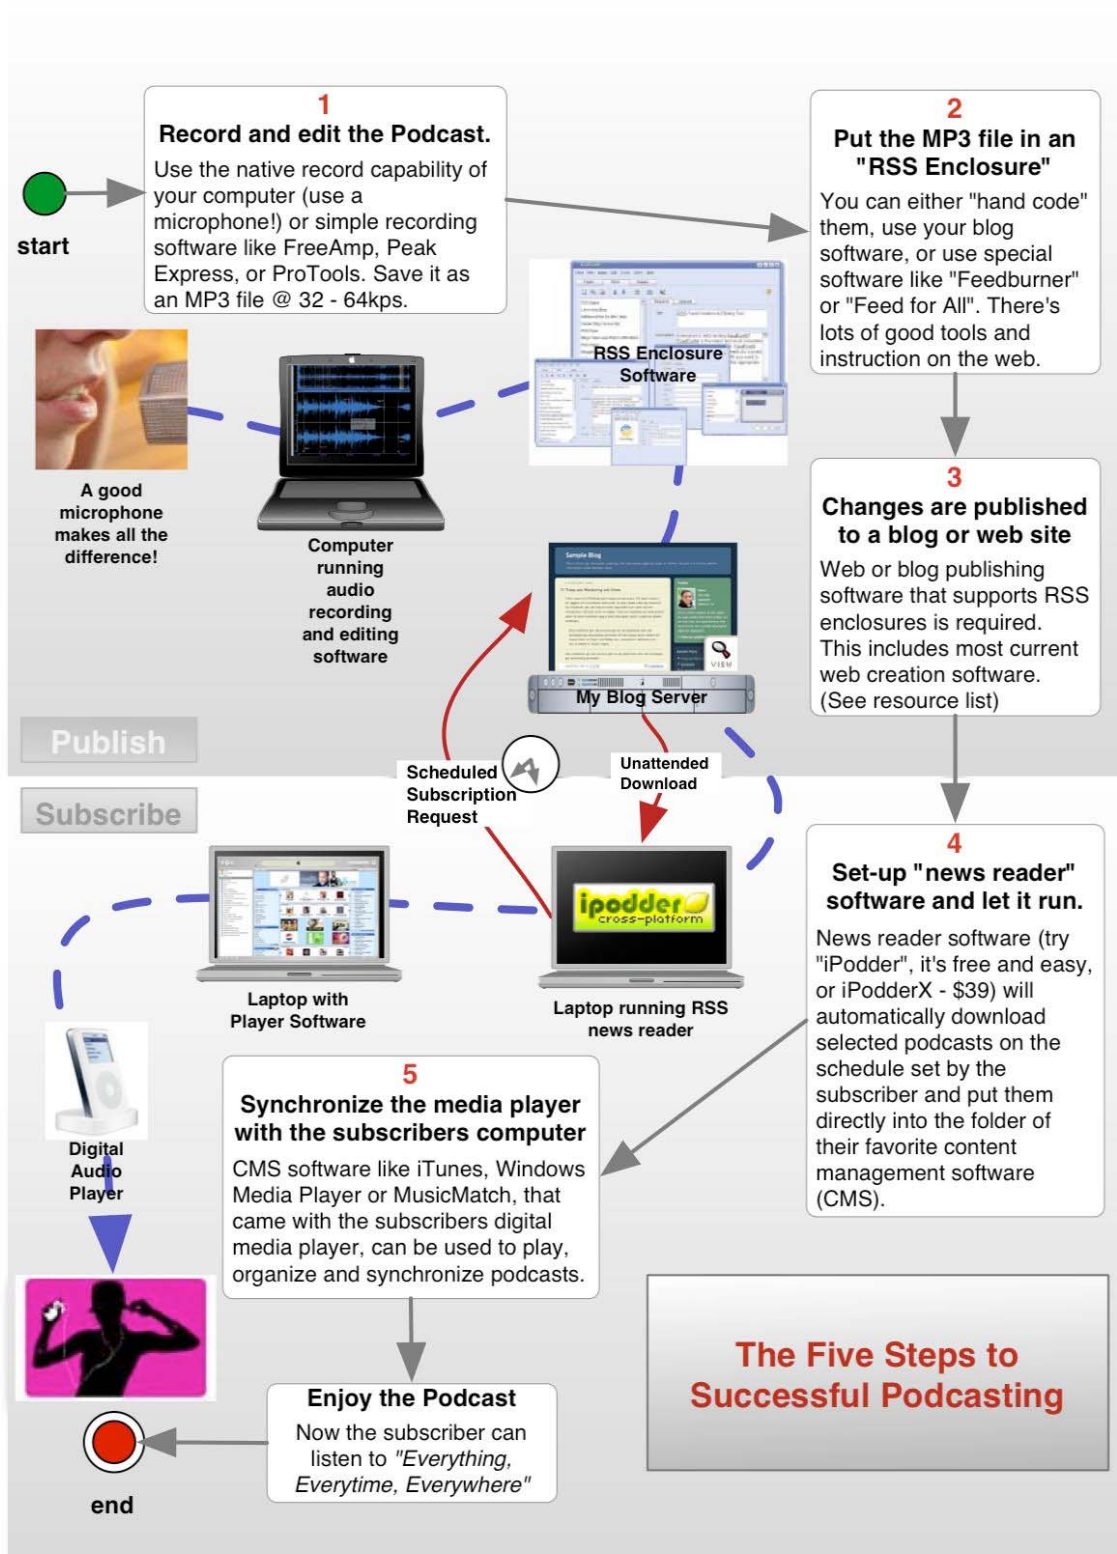 1
Record and edit the Podcast.
Use the native record capability of
your computer (use a
microphone!) or simple recording
software like FreeAmp, Peak
Express, or ProTools. Save it as
an MP3 file @ 32 - 64kps.
start
2
Put the MP3 file in an
"RSS Enclosure"
You can either "hand code"
them, use your blog
software, or use special
software like "Feedburner"
or "Feed for All". There's
lots of good tools and
instruction on the web.
RSS Enclosure
Software
A good
microphone
makes all the
difference!
Computer
running
audio
recording
and editing
software
3
Changes are published
to a blog or web site
Web or blog publishing
software that supports RSS
enclosures is required.
This includes most current
web creation software.
(See resource list)
Sample Blog
VIEW
My Blog Server
Publish
Subscribe
Scheduled
Subscription
Request
Unattended
Download
4
Set-up "news reader"
software and let it run.
News reader software (try
"iPodder", it's free and easy,
or iPodderX - $39) will
automatically download
selected podcasts on the
schedule set by the
subscriber and put them
directly into the folder of
their favorite content
management software
(CMS).
ipodder
cross-platform
Laptop with
Player Software
Laptop running RSS
news reader
Digital
Audio
Player
5
Synchronize the media player
with the subscribers computer
CMS software like iTunes, Windows
Media Player or MusicMatch, that
came with the subscribers digital
media player, can be used to play,
organize and synchronize podcasts.
Enjoy the Podcast
Now the subscriber can
listen to "Everything,
Everytime, Everywhere"
end
The Five Steps to
Successful Podcasting